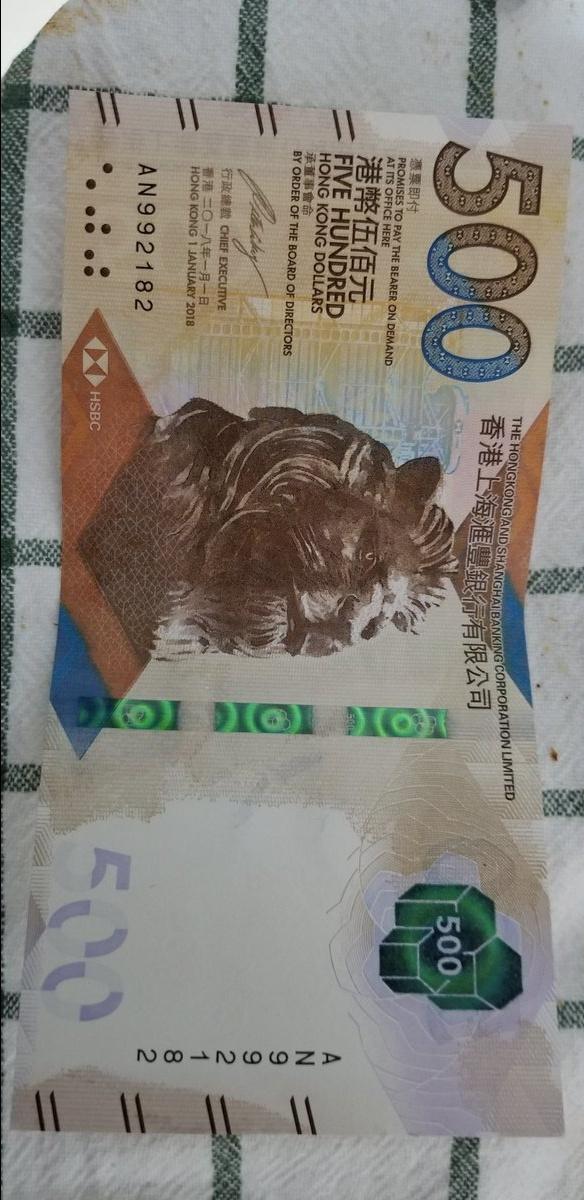 500
憑票即付
PROMISES TO PAY THE BEARER ON DEMAND
AT ITS OFFICE HERE
港幣伍佰元
FIVE HUNDRED
HONG KONG DOLLARS
承董事會命
BY ORDER OF THE BOARD OF DIRECTORS
行政總裁 CHIEF EXECUTIVE
香港 二〇一八年一月一日
HONG KONG 1 JANUARY 2018
AN992182
HSBC
THE HONGKONG AND SHANGHAI BANKING CORPORATION LIMITED
香港上海滙豐銀行有限公司
500
500
AN992182